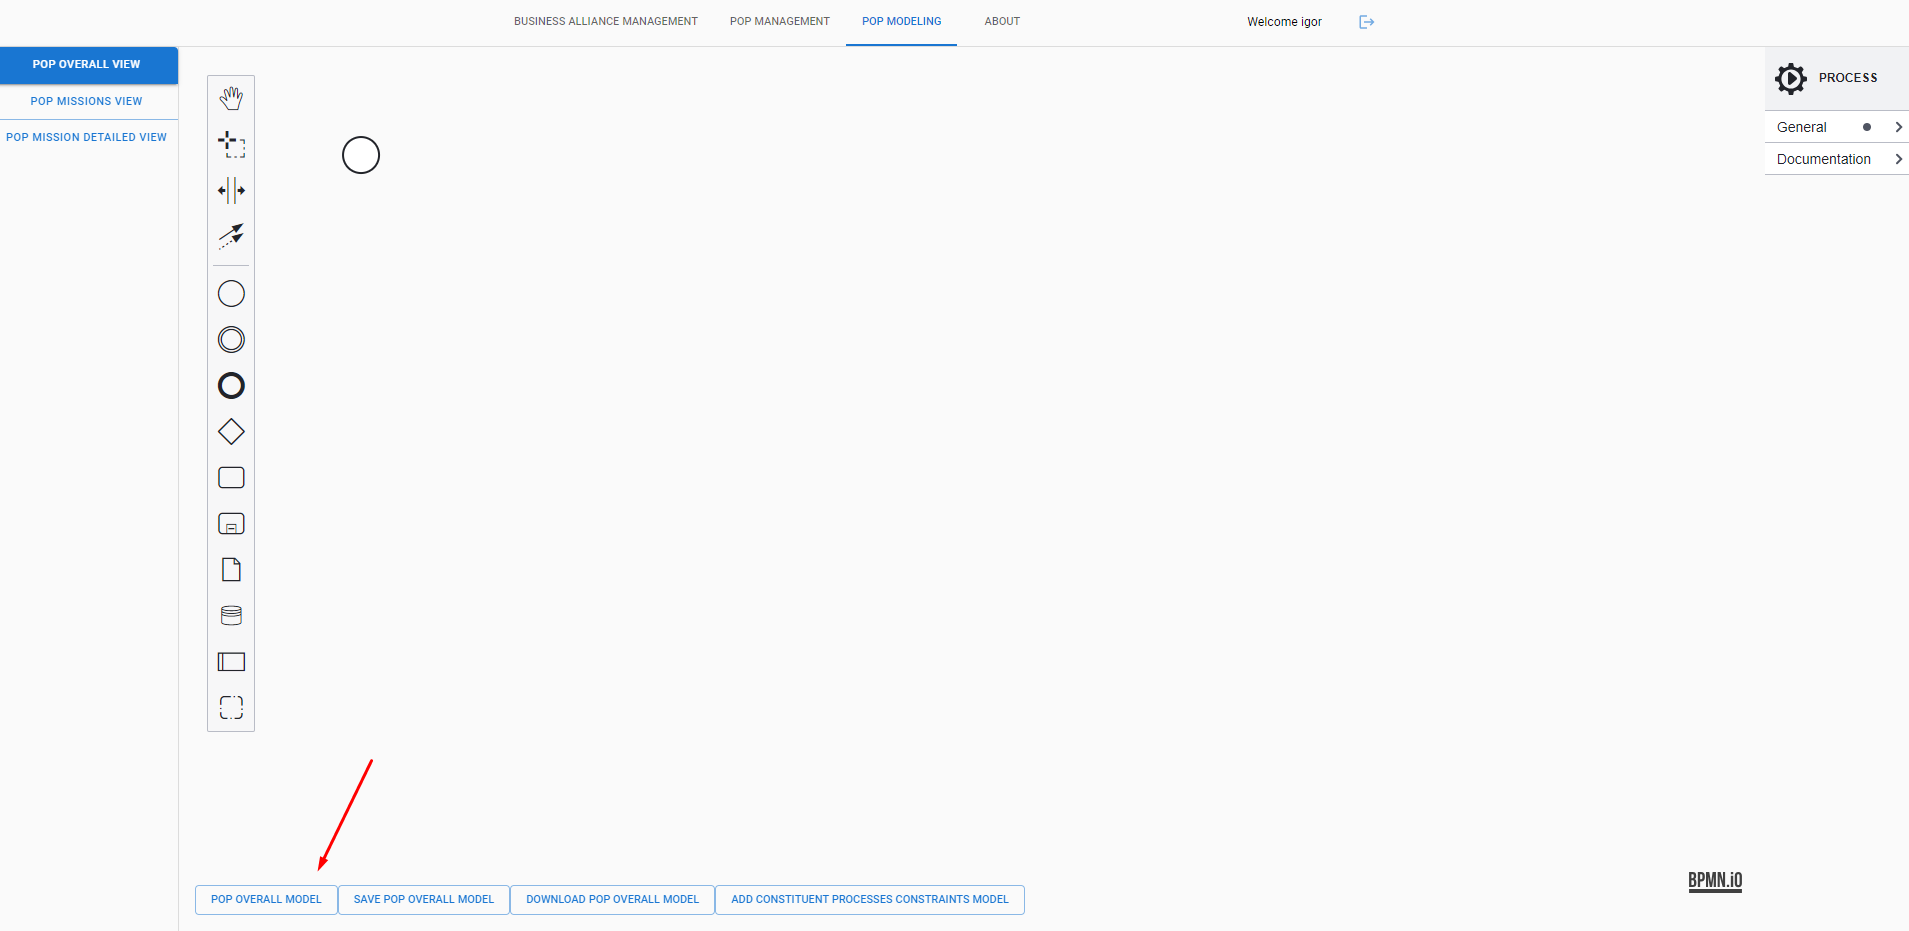 BUSINESS ALLIANCE MANAGEMENT POP MANAGEMENT POP MODELING ABOUT Welcome igor
POP OVERALL VIEW
POP MISSIONS VIEW
POP MISSION DETAILED VIEW
PROCESS
General
Documentation
BPMN.iO
POP OVERALL MODEL SAVE POP OVERALL MODEL DOWNLOAD POP OVERALL MODEL ADD CONSTITUENT PROCESSES CONSTRAINTS MODEL